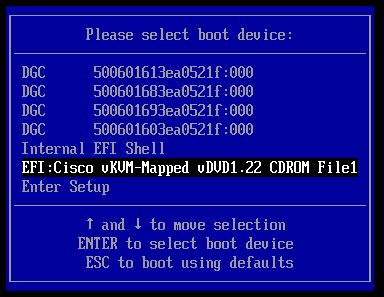 Please select boot device:
DGC 500601613ea0521f:000
DGC 500601683ea0521f:000
DGC 500601693ea0521f:000
DGC 500601603ea0521f:000
Internal EFI Shell
EFI:Cisco vKVM-Mapped vDVD1.22 CDROM File1
Enter Setup
↑ and ↓ to move selection
ENTER to select boot device
ESC to boot using defaults